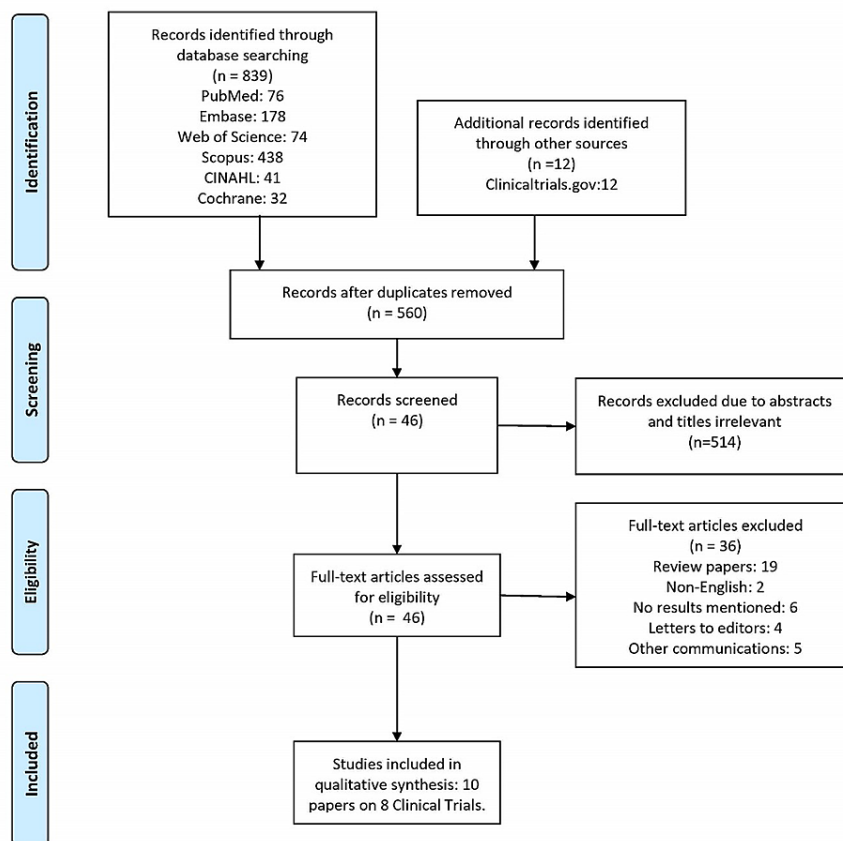 Identification
Records identified through
database searching
(n = 839)
PubMed: 76
Embase: 178
Web of Science: 74
Scopus: 438
CINAHL: 41
Cochrane: 32
Additional records identified
through other sources
(n =12)
Clinicaltrials.gov:12
Records after duplicates removed
(n = 560)
Screening
Records screened
(n = 46)
Records excluded due to abstracts
and titles irrelevant
(n=514)
Eligibility
Full-text articles assessed
for eligibility
(n = 46)
Full-text articles excluded
(n = 36)
Review papers: 19
Non-English: 2
No results mentioned: 6
Letters to editors: 4
Other communications: 5
Included
Studies included in
qualitative synthesis: 10
papers on 8 Clinical Trials.